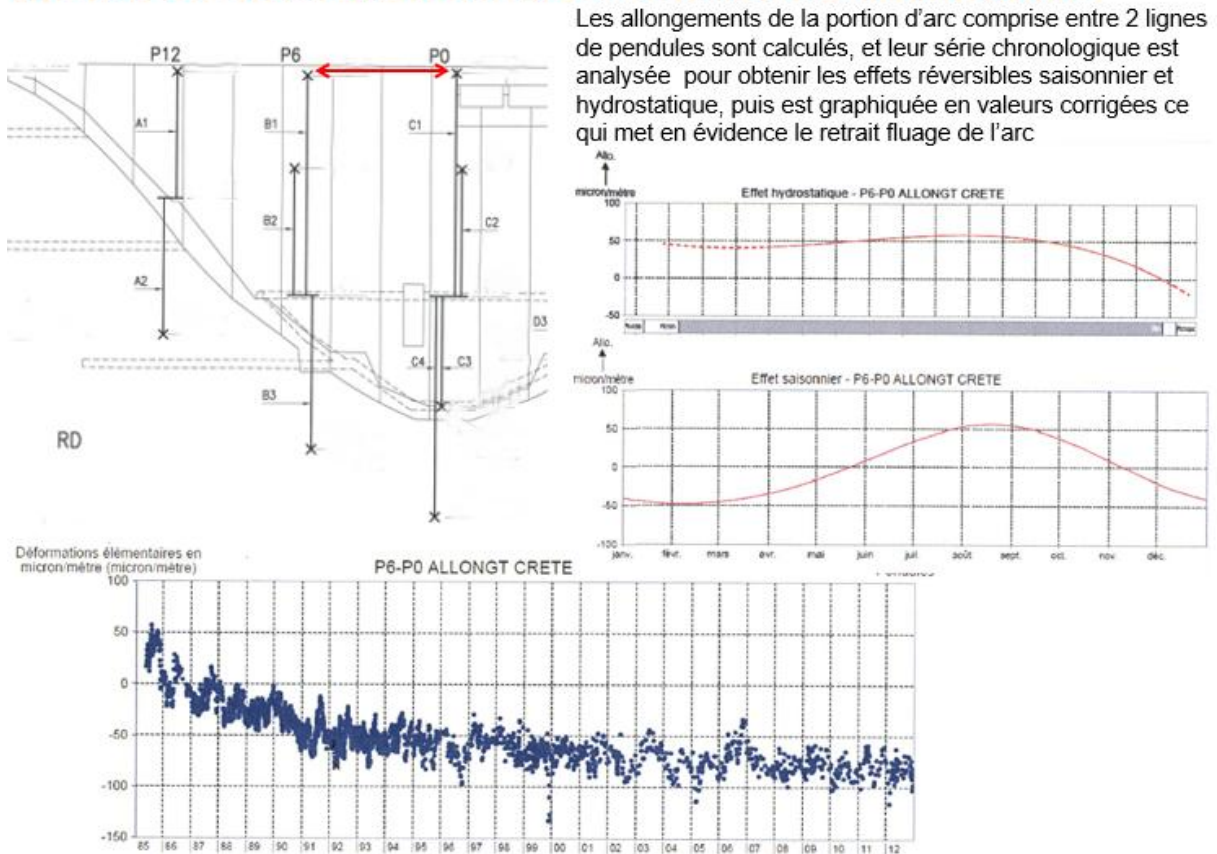 Les allongements de la portion d’arc comprise entre 2 lignes
de pendules sont calculés, et leur série chronologique est
analysée pour obtenir les effets réversibles saisonnier et
hydrostatique, puis est graphiquée en valeurs corrigées ce
qui met en évidence le retrait fluage de l’arc
P12
P6
P0
A1
B1
C1
B2
C2
A2
D3
C4
C3
B3
RD
Allo.
micron/mètre
Effet hydrostatique - P6-P0 ALLONGT CRETE
100
50
0
-50
Allo.
micron/mètre
Effet saisonnier - P6-P0 ALLONGT CRETE
100
50
0
-50
-100
janv. févr. mars avr. mai juin juil. août sept. oct. nov. déc.
Déformations élémentaires en
micron/mètre (micron/mètre)
P6-P0 ALLONGT CRETE
100
50
0
-50
-100
-150
85 86 87 88 89 90 91 92 93 94 95 96 97 98 99 00 01 02 03 04 05 06 07 08 09 10 11 12